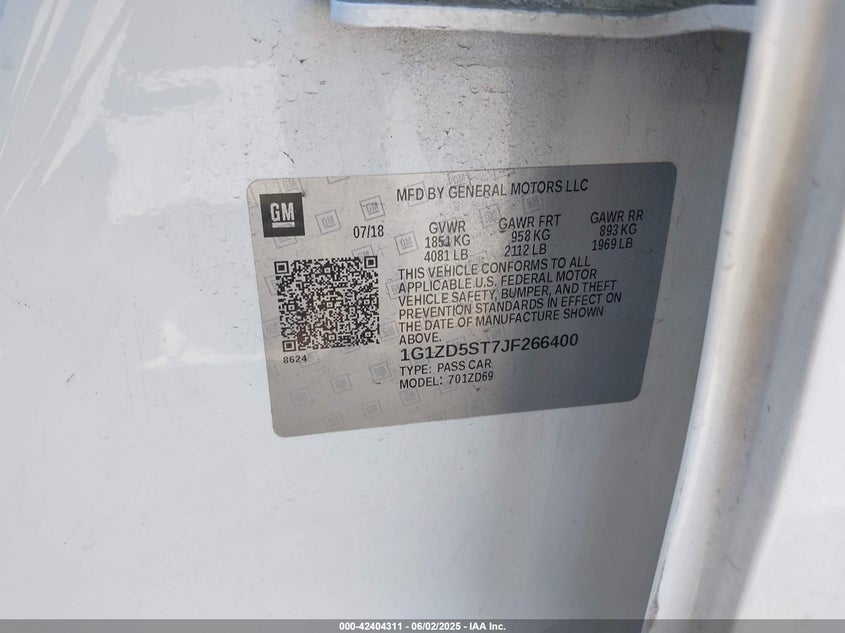 MFD BY GENERAL MOTORS LLC
GM
07/18
GVWR
1851 KG
4081 LB
GAWR FRT
958 KG
2112 LB
GAWR RR
893 KG
1969 LB
THIS VEHICLE CONFORMS TO ALL
APPLICABLE U.S. FEDERAL MOTOR
VEHICLE SAFETY, BUMPER, AND THEFT
PREVENTION STANDARDS IN EFFECT ON
THE DATE OF MANUFACTURE SHOWN
ABOVE.
8624
1G1ZD5ST7JF266400
TYPE: PASS CAR
MODEL: 701ZD69
000-42404311 - 06/02/2025 - IAA Inc.